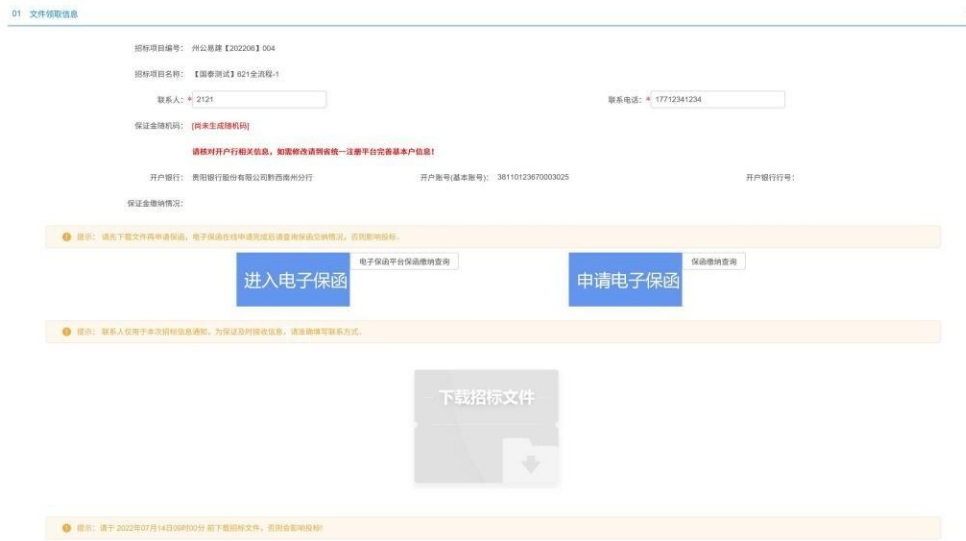 01 文件领取信息
招标项目编号： 州公易建【202206】004
招标项目名称： 【国泰测试】621全流程-1
联系人：* 2121 联系电话：* 17712341234
保证金随机码： [尚未生成随机码]
请核对开户行相关信息，如需修改请到省统一注册平台完善基本户信息！
开户银行： 贵阳银行股份有限公司黔西南州分行 开户账号(基本账号)： 38110123670003025 开户银行行号：
保证金缴纳情况：
提示： 请先下载文件再申请保函，电子保函在线申请完成后请查询保函交纳情况，否则影响投标．
进入电子保函 电子保函平台保函缴纳查询 申请电子保函 保函缴纳查询
提示： 联系人仅用于本次招标信息通知，为保证及时接收信息，请准确填写联系方式．
下载招标文件
提示：请于 2022年07月14日09时00分 前下载招标文件，否则会影响投标！